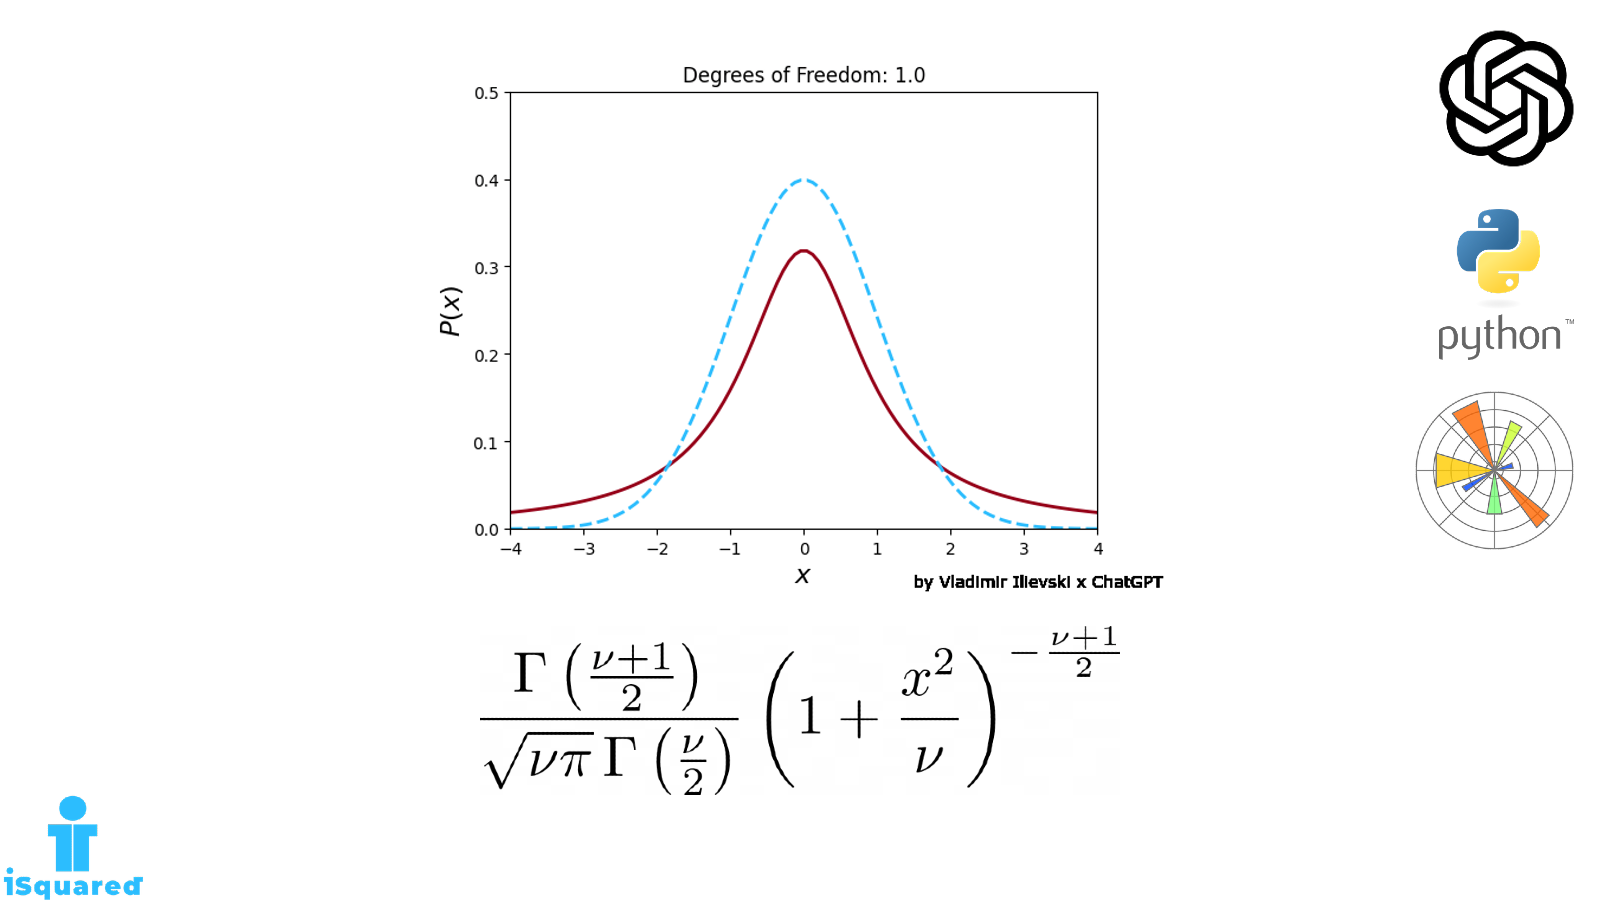 Degrees of Freedom: 1.0
0.5
0.4
0.3
0.2
0.1
0.0
P(x)
−4 −3 −2 −1 0 1 2 3 4
x
by Vladimir Ilievski x ChatGPT
Γ((ν+1)/2) / (√(νπ) Γ(ν/2)) (1 + x²/ν)^(−(ν+1)/2)
python™
iSquared